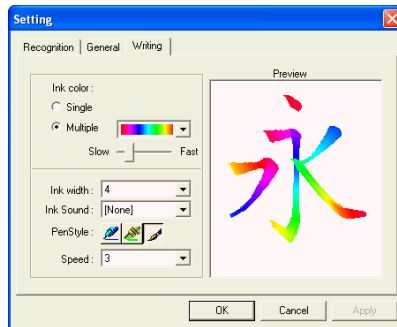 Setting
Recognition General Writing
Ink color :
Single
Multiple
Slow Fast
Ink width : 4
Ink Sound : [None]
PenStyle :
Speed : 3
Preview
永
OK Cancel Apply